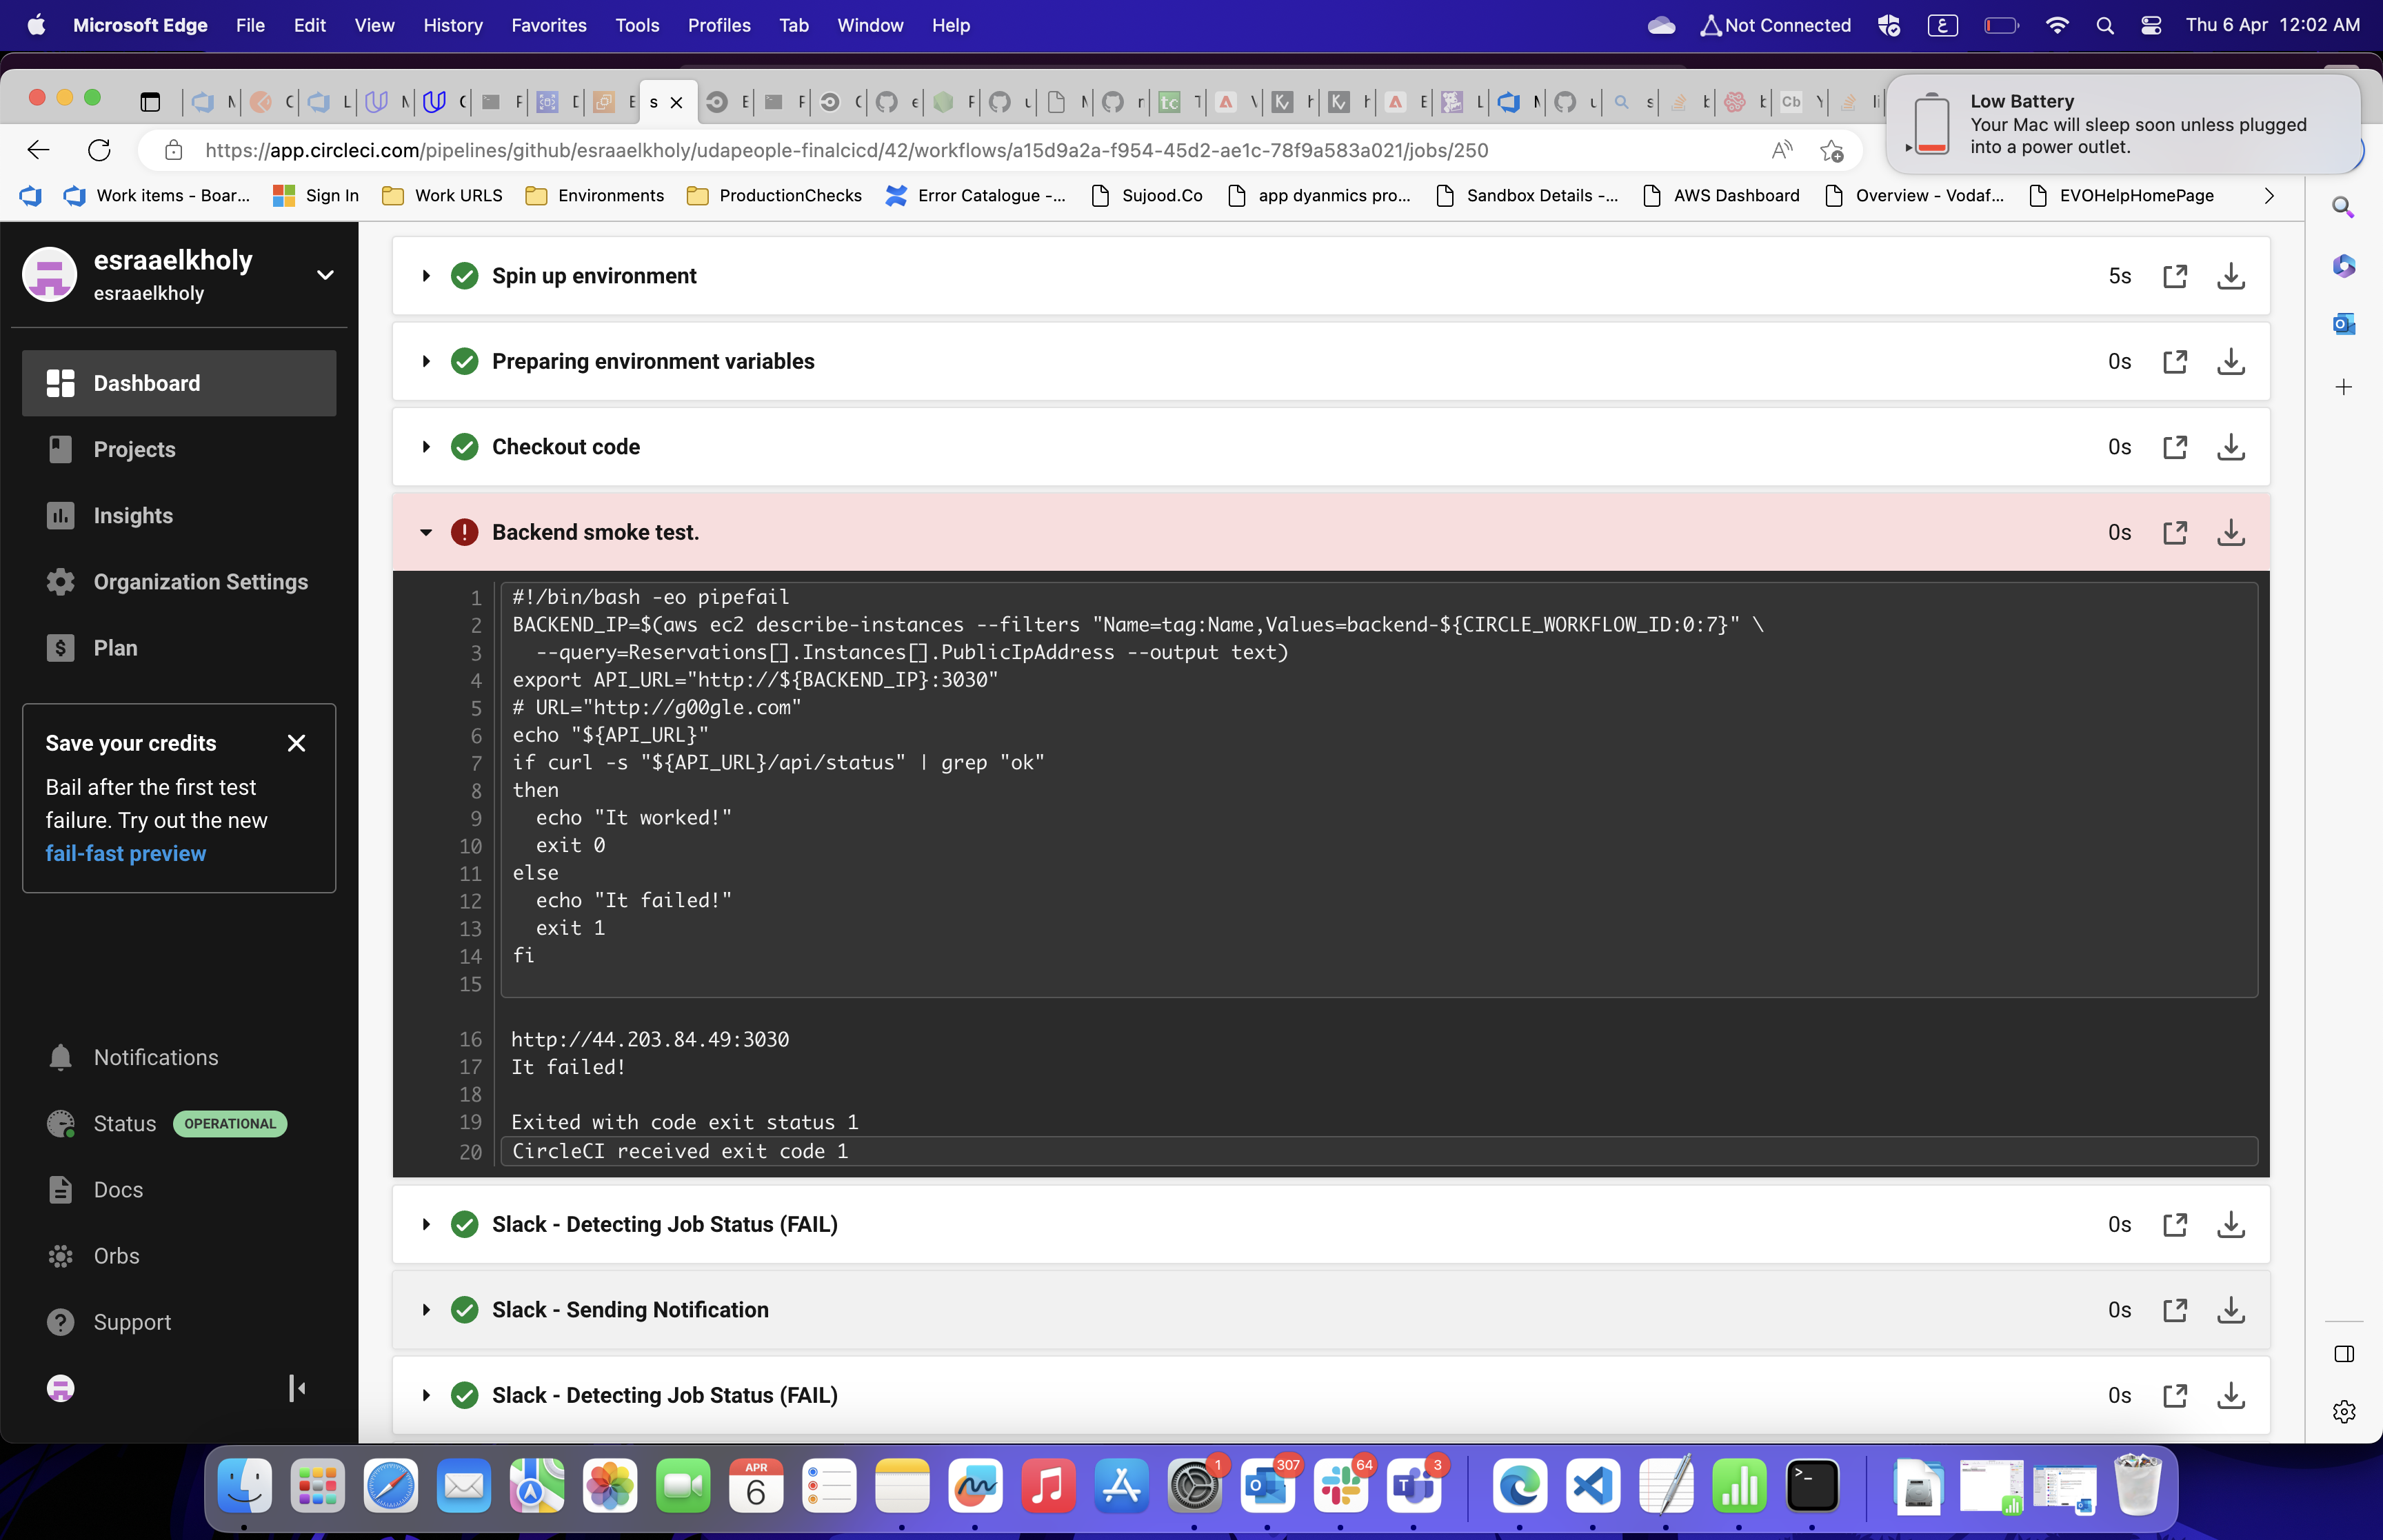 Microsoft Edge File Edit View History Favorites Tools Profiles Tab Window Help Not Connected ع Thu 6 Apr 12:02 AM
Low Battery
Your Mac will sleep soon unless plugged
into a power outlet.
https://app.circleci.com/pipelines/github/esraaelkholy/udapeople-finalcicd/42/workflows/a15d9a2a-f954-45d2-ae1c-78f9a583a021/jobs/250
Work items - Boar... Sign In Work URLS Environments ProductionChecks Error Catalogue -... Sujood.Co app dyanmics pro... Sandbox Details -... AWS Dashboard Overview - Vodaf... EVOHelpHomePage
esraaelkholy
esraaelkholy
Dashboard
Projects
Insights
Organization Settings
Plan
Save your credits
Bail after the first test
failure. Try out the new
fail-fast preview
Notifications
Status OPERATIONAL
Docs
Orbs
Support
Spin up environment 5s
Preparing environment variables 0s
Checkout code 0s
Backend smoke test. 0s
1 #!/bin/bash -eo pipefail
2 BACKEND_IP=$(aws ec2 describe-instances --filters "Name=tag:Name,Values=backend-${CIRCLE_WORKFLOW_ID:0:7}" \
3 --query=Reservations[].Instances[].PublicIpAddress --output text)
4 export API_URL="http://${BACKEND_IP}:3030"
5 # URL="http://g00gle.com"
6 echo "${API_URL}"
7 if curl -s "${API_URL}/api/status" | grep "ok"
8 then
9 echo "It worked!"
10 exit 0
11 else
12 echo "It failed!"
13 exit 1
14 fi
15
16 http://44.203.84.49:3030
17 It failed!
18
19 Exited with code exit status 1
20 CircleCI received exit code 1
Slack - Detecting Job Status (FAIL) 0s
Slack - Sending Notification 0s
Slack - Detecting Job Status (FAIL) 0s
APR
6
1 307 64 3